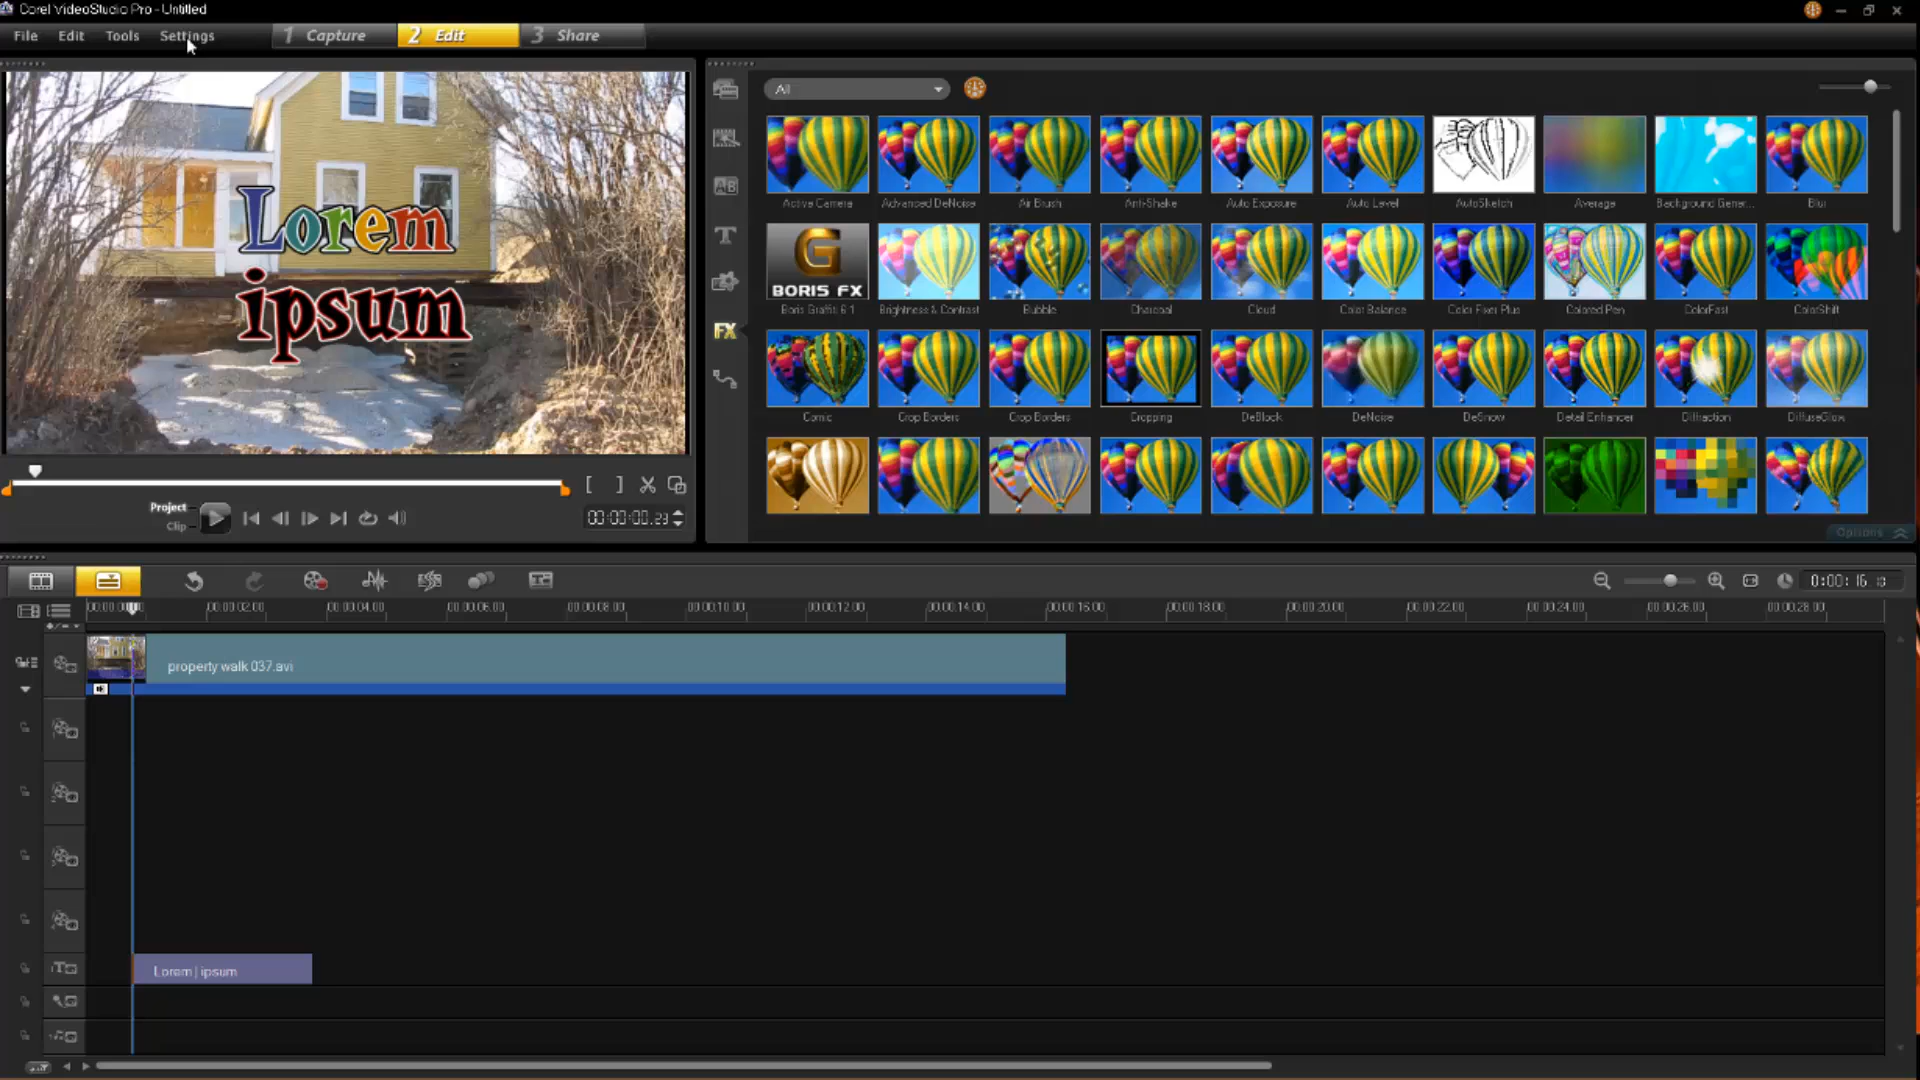 Corel VideoStudio Pro - Untitled
File Edit Tools Settings
1 Capture 2 Edit 3 Share
All
Lorem
ipsum
Active Camera Advanced DeNoise Air Brush Anti-Shake Auto Exposure Auto Level AutoSketch Average Background Gener... Blur
G
BORIS FX
Boris Graffiti 6.1 Brightness & Contrast Bubble Charcoal Cloud Color Balance Color Fixer Plus Colored Pen ColorFast ColorShift
Comic Crop Borders Crop Borders Cropping DeBlock DeNoise DeSnow Detail Enhancer Diffraction DiffuseGlow
FX
AB
T
Project
Clip
[ ]
00:00:00.23
Options
0:00:16.13
00:00:02.00 00:00:04.00 00:00:06.00 00:00:08.00 00:00:10.00 00:00:12.00 00:00:14.00 00:00:16.00 00:00:18.00 00:00:20.00 00:00:22.00 00:00:24.00 00:00:26.00 00:00:28.00
property walk 037.avi
Lorem | ipsum